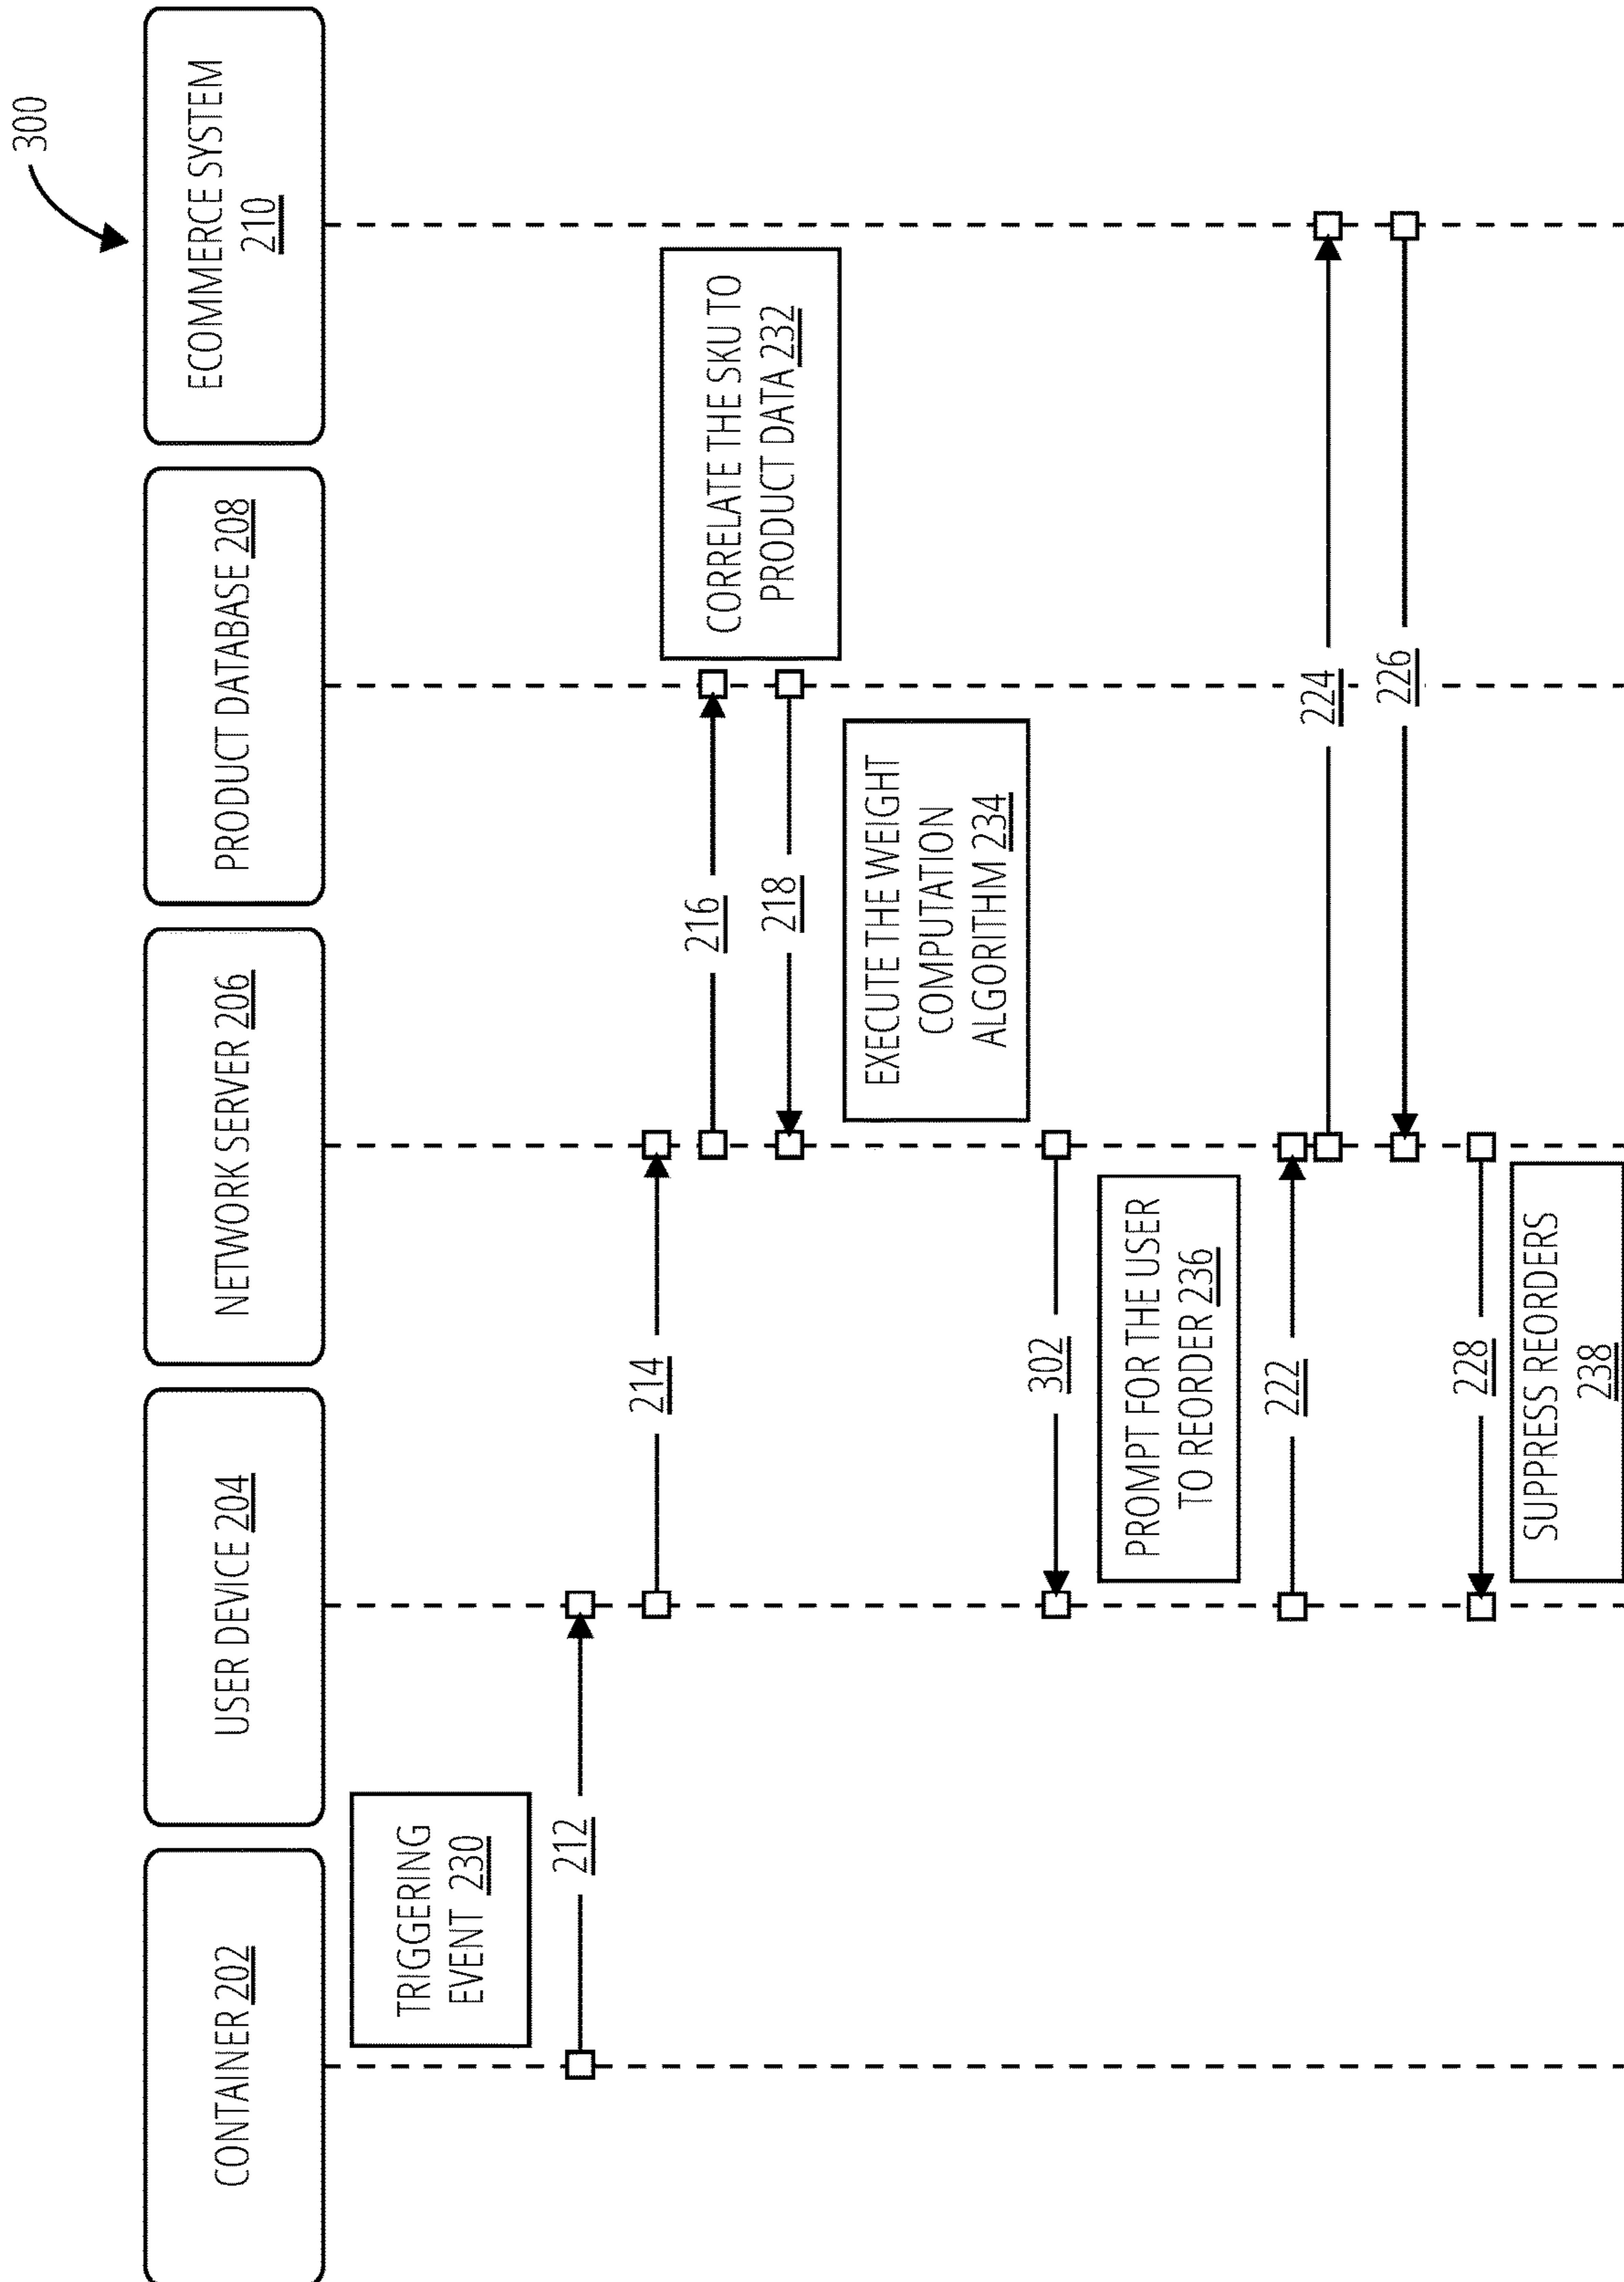 300
CONTAINER 202
USER DEVICE 204
NETWORK SERVER 206
PRODUCT DATABASE 208
ECOMMERCE SYSTEM
210
TRIGGERING
EVENT 230
212
214
216
CORRELATE THE SKU TO
PRODUCT DATA 232
218
EXECUTE THE WEIGHT
COMPUTATION
ALGORITHM 234
302
PROMPT FOR THE USER
TO REORDER 236
222
224
226
228
SUPPRESS REORDERS
238